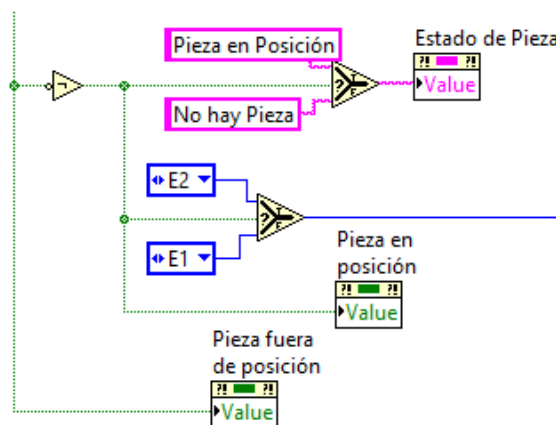 Pieza en Posición
Estado de Pieza
?! ?!
Value
?
T
F
No hay Pieza
E2
?
T
F
E1
Pieza en
posición
?! ?!
Value
Pieza fuera
de posición
?! ?!
Value